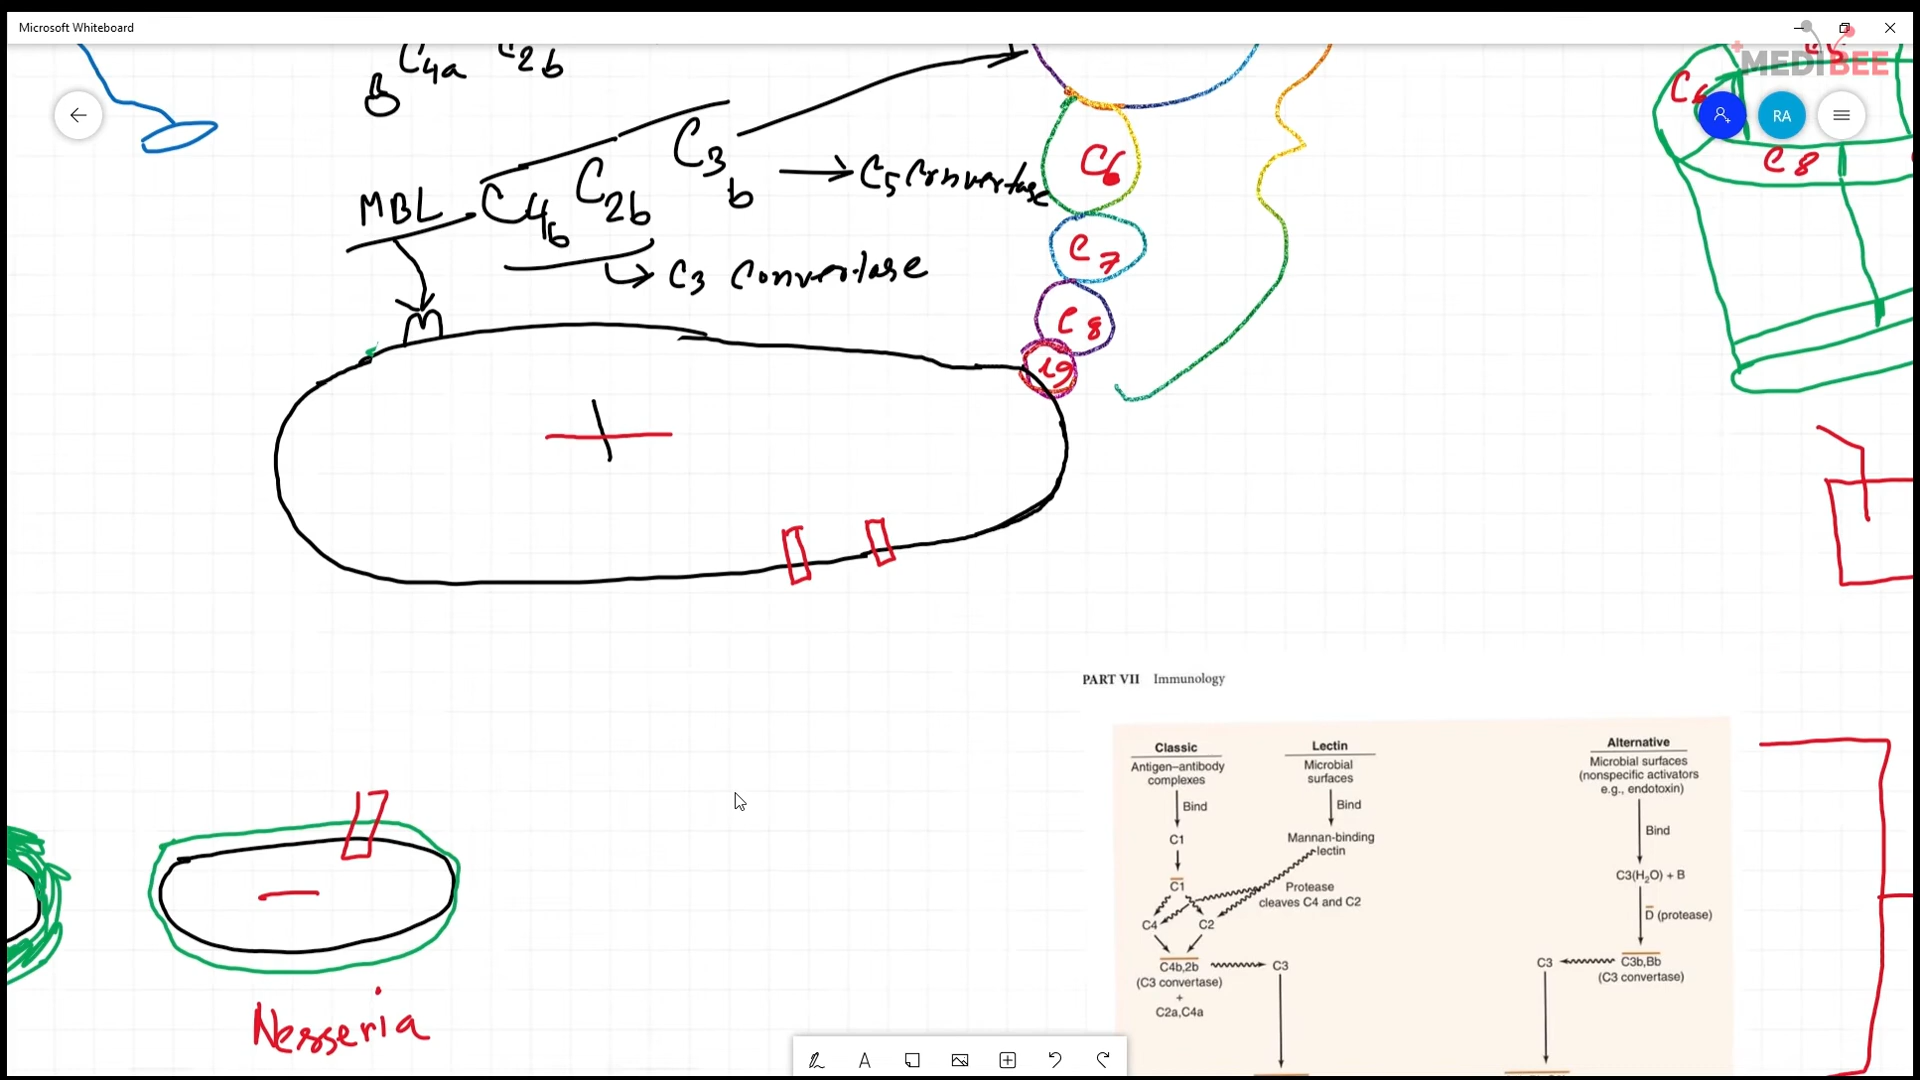 Microsoft Whiteboard
MEDIBEE
RA
C4a C2b
B
MBL C4b C2b C3b → C5 Convertase
→ C3 Convertase
M
C6
C7
C8
C9
C6
C8
Nesseria
PART VII Immunology
Classic
Antigen–antibody
complexes
Bind
C1
C1
C4 C2
C4b,2b
(C3 convertase)
+
C2a,C4a
Lectin
Microbial
surfaces
Bind
Mannan-binding
lectin
Protease
cleaves C4 and C2
C3
Alternative
Microbial surfaces
(nonspecific activators
e.g., endotoxin)
Bind
C3(H2O) + B
D (protease)
C3 C3b,Bb
(C3 convertase)
A